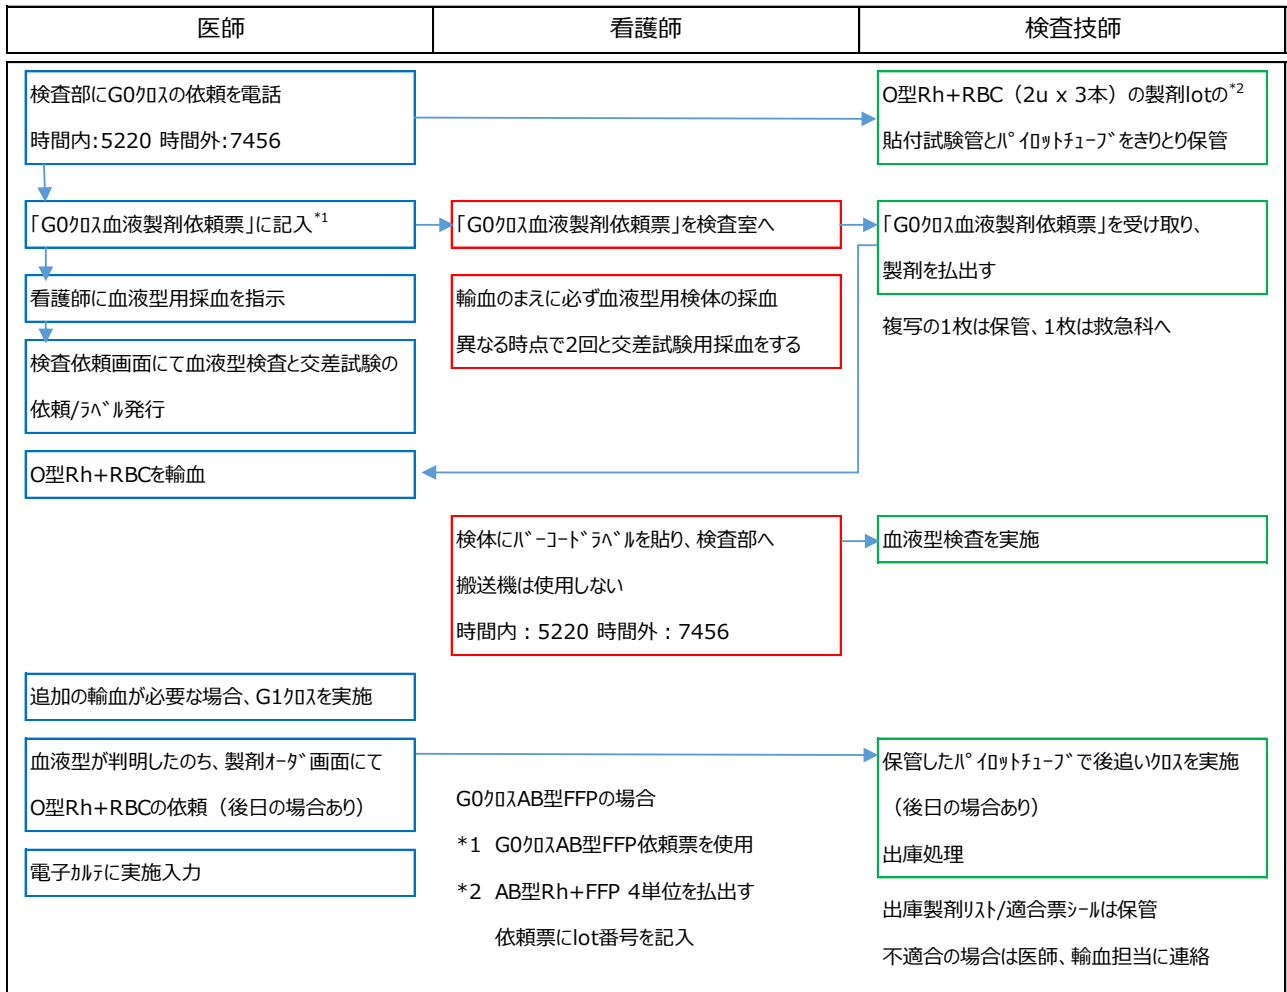 医師
看護師
検査技師
検査部にG0ｸﾛｽの依頼を電話
時間内:5220 時間外:7456
O型Rh+RBC（2u x 3本）の製剤lotの*2
貼付試験管とﾊﾟｲﾛｯﾄﾁｭｰﾌﾞをきりとり保管
「G0ｸﾛｽ血液製剤依頼票」に記入*1
「G0ｸﾛｽ血液製剤依頼票」を検査室へ
「G0ｸﾛｽ血液製剤依頼票」を受け取り、
製剤を払出す
看護師に血液型用採血を指示
輸血のまえに必ず血液型用検体の採血
異なる時点で2回と交差試験用採血をする
複写の1枚は保管、1枚は救急科へ
検査依頼画面にて血液型検査と交差試験の
依頼/ﾗﾍﾞﾙ発行
O型Rh+RBCを輸血
検体にﾊﾞｰｺｰﾄﾞﾗﾍﾞﾙを貼り、検査部へ
搬送機は使用しない
時間内：5220 時間外：7456
血液型検査を実施
追加の輸血が必要な場合、G1ｸﾛｽを実施
血液型が判明したのち、製剤ｵｰﾀﾞ画面にて
O型Rh+RBCの依頼（後日の場合あり）
保管したﾊﾟｲﾛｯﾄﾁｭｰﾌﾞで後追いｸﾛｽを実施
（後日の場合あり）
出庫処理
電子ｶﾙﾃに実施入力
G0ｸﾛｽAB型FFPの場合
*1 G0ｸﾛｽAB型FFP依頼票を使用
*2 AB型Rh+FFP 4単位を払出す
依頼票にlot番号を記入
出庫製剤リスト/適合票ｼｰﾙは保管
不適合の場合は医師、輸血担当に連絡